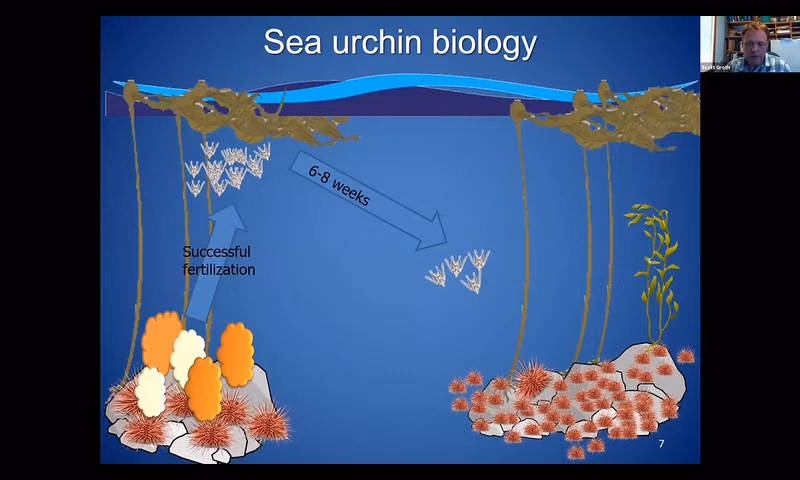 Sea urchin biology
Scott Groth
6-8 weeks
Successful
fertilization
7